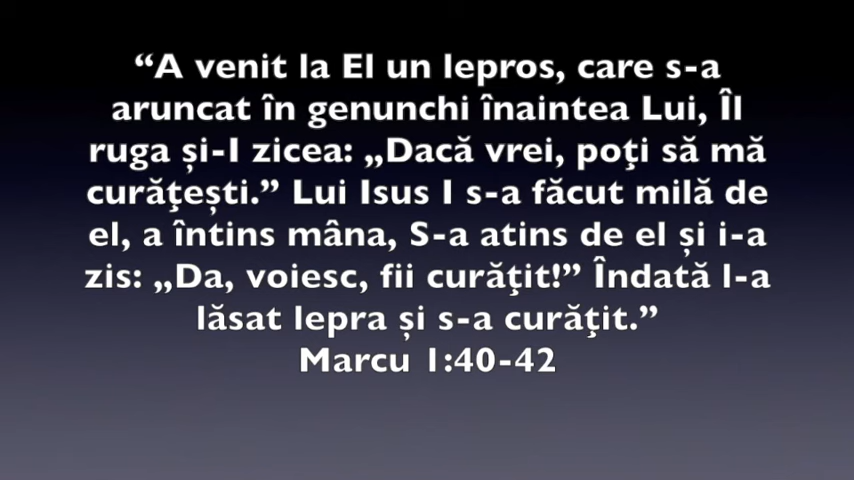 “A venit la El un lepros, care s-a
aruncat în genunchi înaintea Lui, Îl
ruga și-I zicea: „Dacă vrei, poţi să mă
curăţești.” Lui Isus I s-a făcut milă de
el, a întins mâna, S-a atins de el și i-a
zis: „Da, voiesc, fii curăţit!” Îndată l-a
lăsat lepra și s-a curăţit.”
Marcu 1:40-42